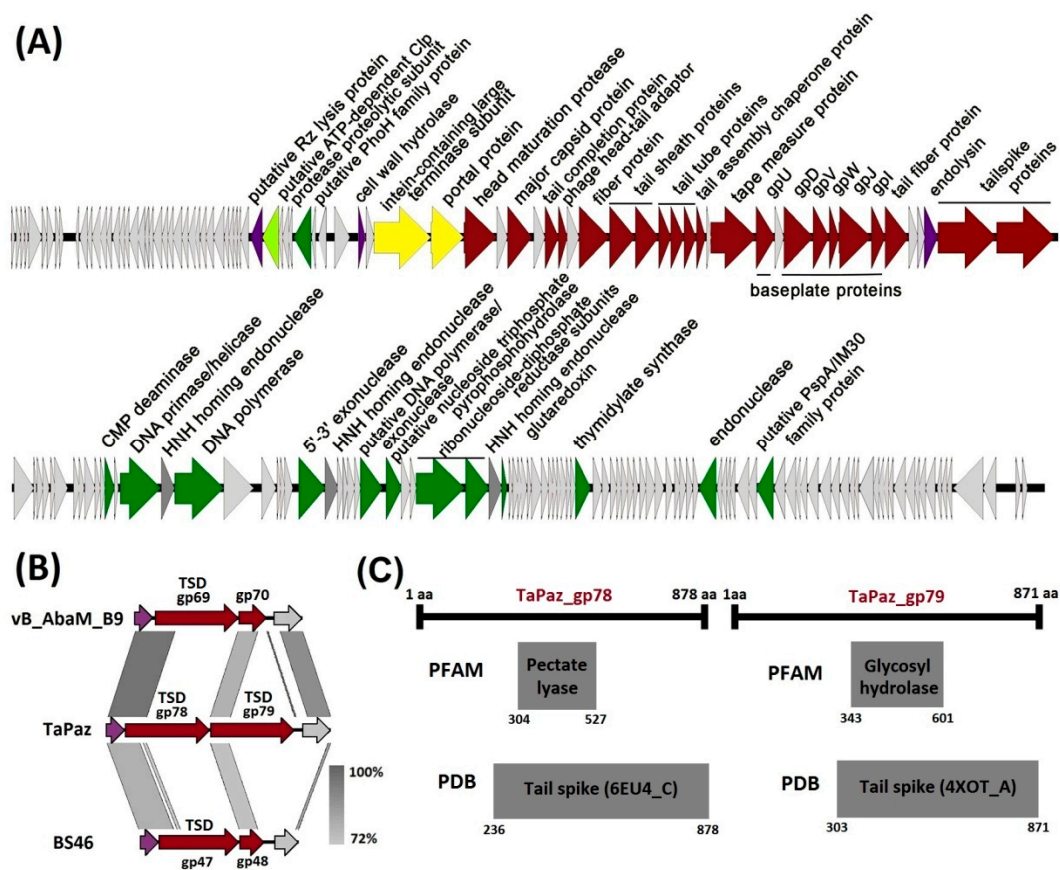 (A)
putative Rz lysis protein
putative ATP-dependent Clp
protease proteolytic subunit
putative PhoH family protein
cell wall hydrolase
intein-containing large
terminase subunit
portal protein
head maturation protease
major capsid protein
tail completion protein
phage head-tail adaptor
fiber protein
tail sheath proteins
tail tube proteins
tail assembly chaperone protein
tape measure protein
gpU
gpD
gpV
gpW
gpJ
gpI
tail fiber protein
endolysin
tailspike
proteins
baseplate proteins
CMP deaminase
DNA primase/helicase
HNH homing endonuclease
DNA polymerase
5'-3' exonuclease
HNH homing endonuclease
putative DNA polymerase/
exonuclease
putative nucleoside triphosphate
pyrophosphohydrolase
ribonucleoside-diphosphate
reductase subunits
HNH homing endonuclease
glutaredoxin
thymidylate synthase
endonuclease
putative PspA/IM30
family protein
(B)
TSD
gp69 gp70
vB_AbaM_B9
TSD TSD
gp78 gp79
TaPaz
100%
72%
TSD
BS46
gp47 gp48
(C)
1 aa TaPaz_gp78 878 aa
PFAM
Pectate
lyase
304 527
PDB
Tail spike (6EU4_C)
236 878
1aa TaPaz_gp79 871 aa
PFAM
Glycosyl
hydrolase
343 601
PDB
Tail spike (4XOT_A)
303 871